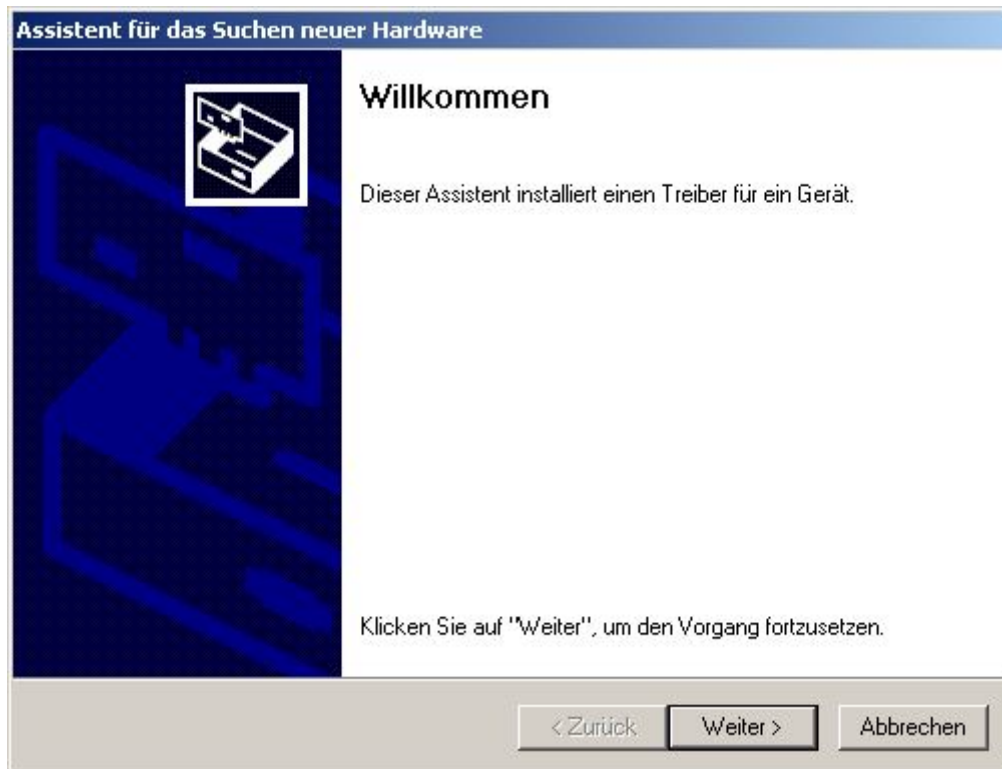 Assistent für das Suchen neuer Hardware
Willkommen
Dieser Assistent installiert einen Treiber für ein Gerät.
Klicken Sie auf "Weiter", um den Vorgang fortzusetzen.
< Zurück Weiter > Abbrechen